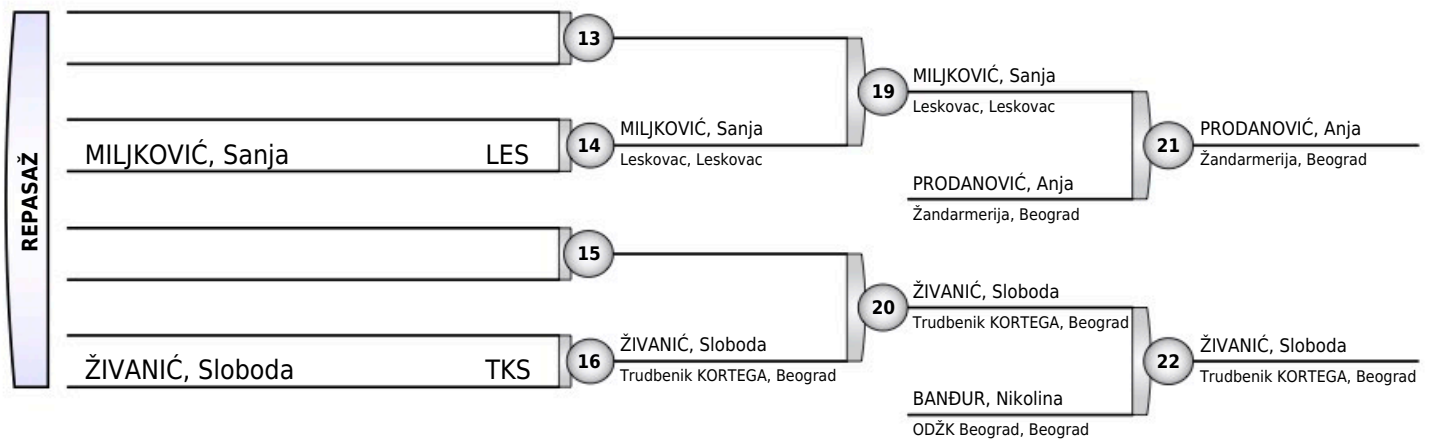 REPASAŽ
13
MILJKOVIĆ, Sanja LES
14
MILJKOVIĆ, Sanja
Leskovac, Leskovac
15
ŽIVANIĆ, Sloboda TKS
16
ŽIVANIĆ, Sloboda
Trudbenik KORTEGA, Beograd
19
MILJKOVIĆ, Sanja
Leskovac, Leskovac
PRODANOVIĆ, Anja
Žandarmerija, Beograd
20
ŽIVANIĆ, Sloboda
Trudbenik KORTEGA, Beograd
BANĐUR, Nikolina
ODŽK Beograd, Beograd
21
PRODANOVIĆ, Anja
Žandarmerija, Beograd
22
ŽIVANIĆ, Sloboda
Trudbenik KORTEGA, Beograd